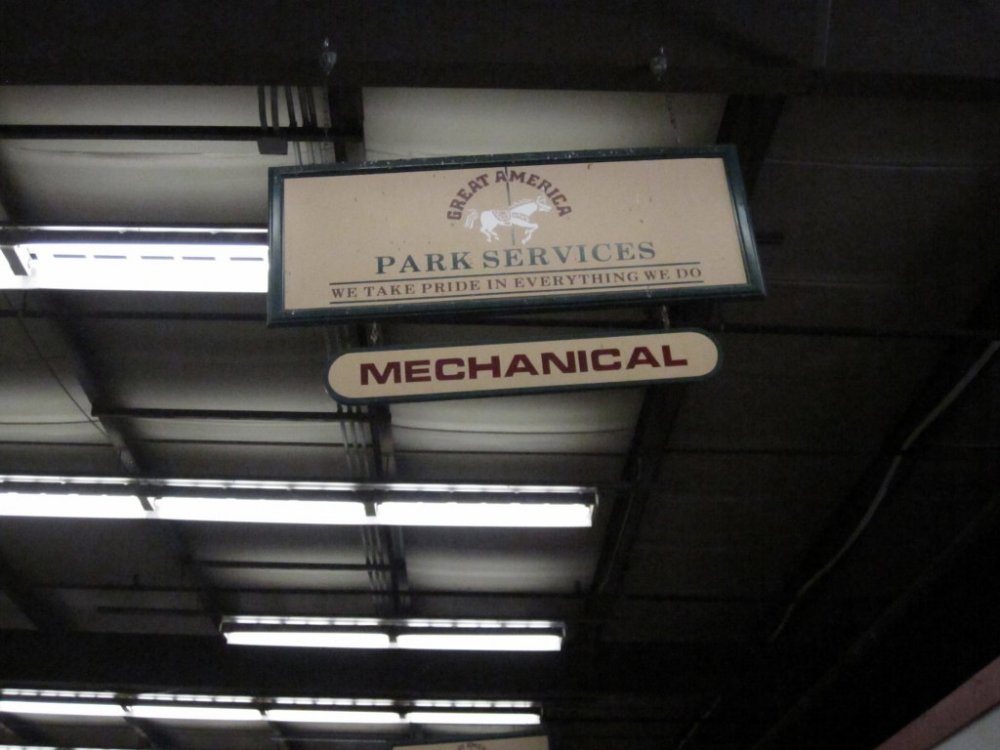 GREAT AMERICA
PARK SERVICES
WE TAKE PRIDE IN EVERYTHING WE DO
MECHANICAL